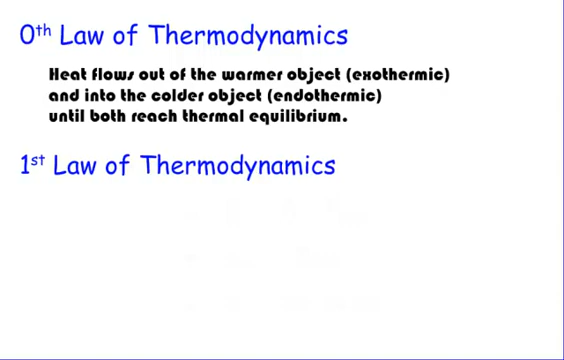 0th Law of Thermodynamics
Heat flows out of the warmer object (exothermic)
and into the colder object (endothermic)
until both reach thermal equilibrium.
1st Law of Thermodynamics